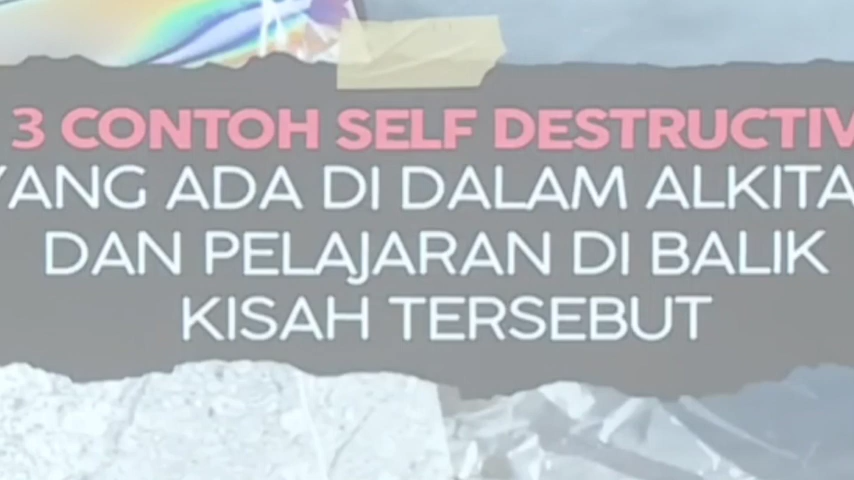 3 CONTOH SELF DESTRUCTIV
YANG ADA DI DALAM ALKITA
DAN PELAJARAN DI BALIK
KISAH TERSEBUT